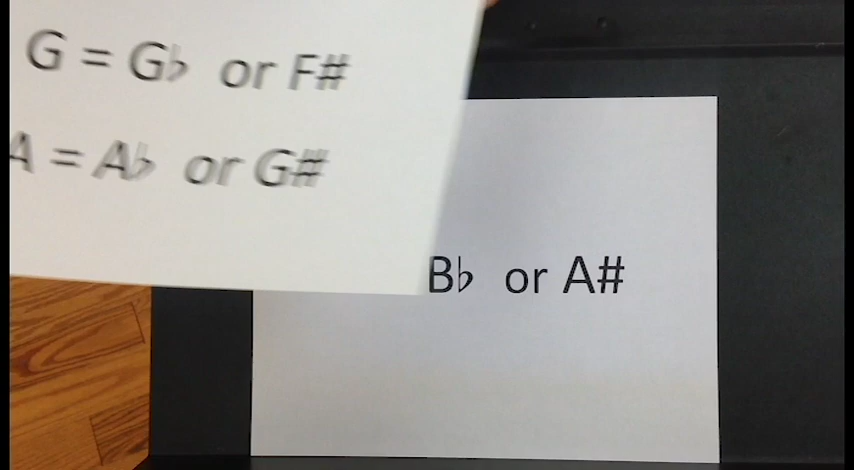 G = G♭ or F#
A = A♭ or G#
B♭ or A#